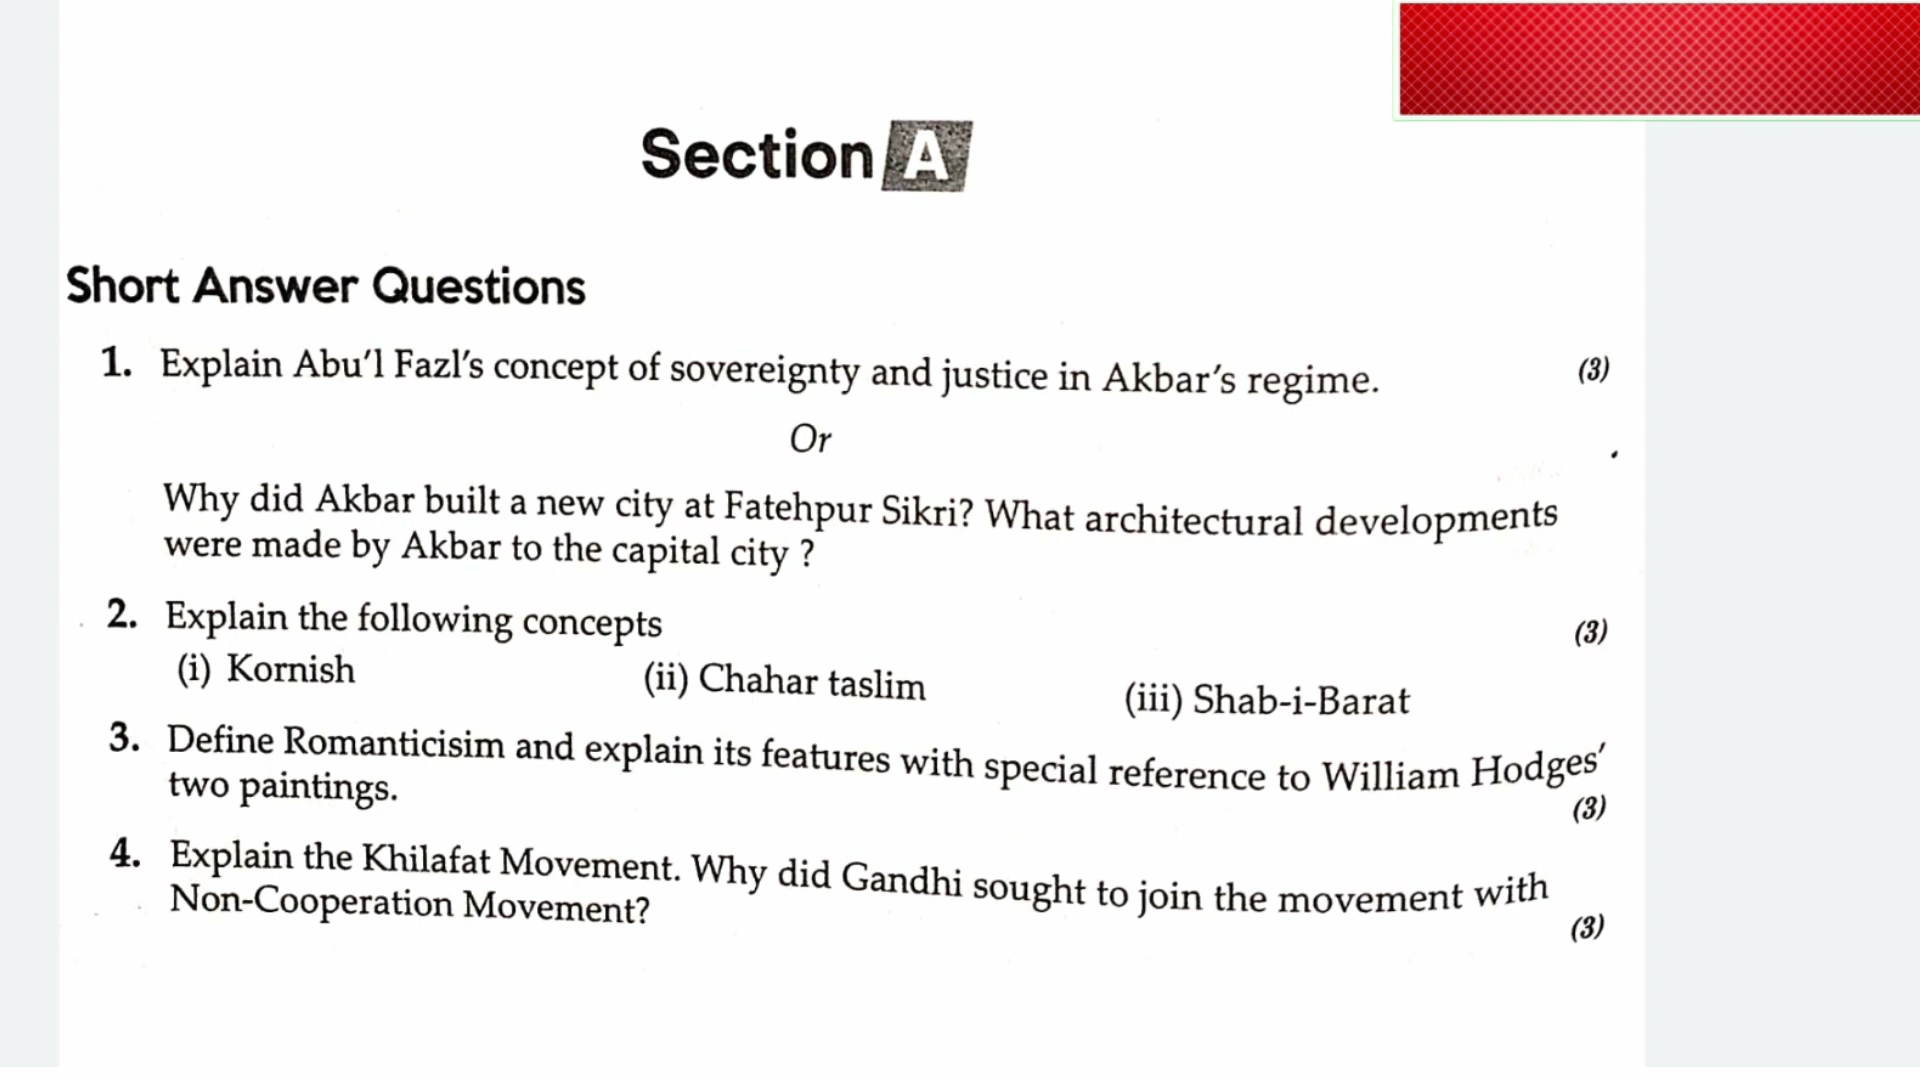 Section A
Short Answer Questions
1. Explain Abu'l Fazl's concept of sovereignty and justice in Akbar's regime. (3)
Or
Why did Akbar built a new city at Fatehpur Sikri? What architectural developments
were made by Akbar to the capital city ?
2. Explain the following concepts (3)
(i) Kornish (ii) Chahar taslim (iii) Shab-i-Barat
3. Define Romanticisim and explain its features with special reference to William Hodges'
two paintings. (3)
4. Explain the Khilafat Movement. Why did Gandhi sought to join the movement with
Non-Cooperation Movement? (3)